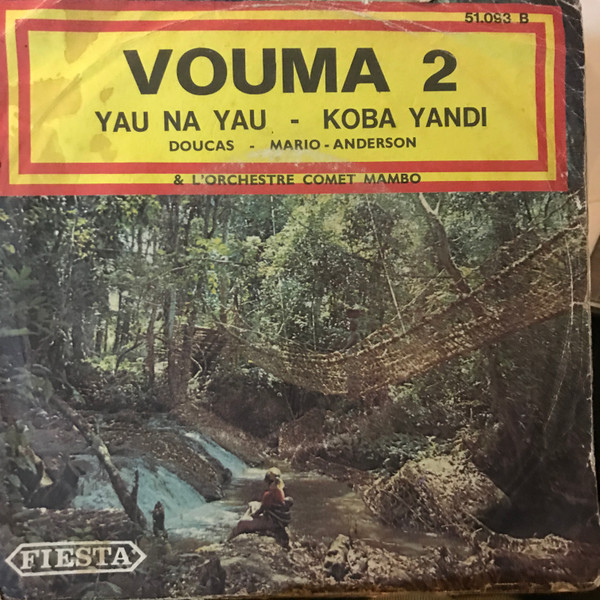 51.093 B
VOUMA 2
YAU NA YAU - KOBA YANDI
DOUCAS - MARIO - ANDERSON
& L'ORCHESTRE COMET MAMBO
FIESTA